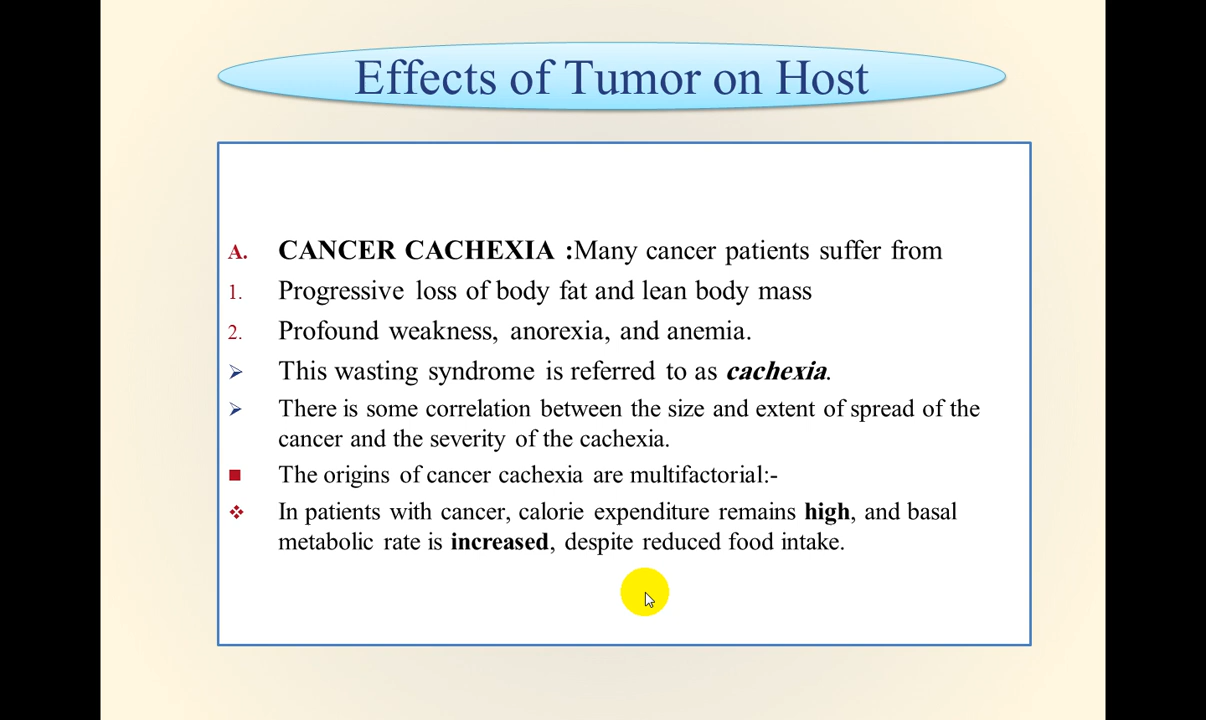 Effects of Tumor on Host
A. CANCER CACHEXIA :Many cancer patients suffer from
1. Progressive loss of body fat and lean body mass
2. Profound weakness, anorexia, and anemia.
➢ This wasting syndrome is referred to as cachexia.
➢ There is some correlation between the size and extent of spread of the
cancer and the severity of the cachexia.
■ The origins of cancer cachexia are multifactorial:-
❖ In patients with cancer, calorie expenditure remains high, and basal
metabolic rate is increased, despite reduced food intake.